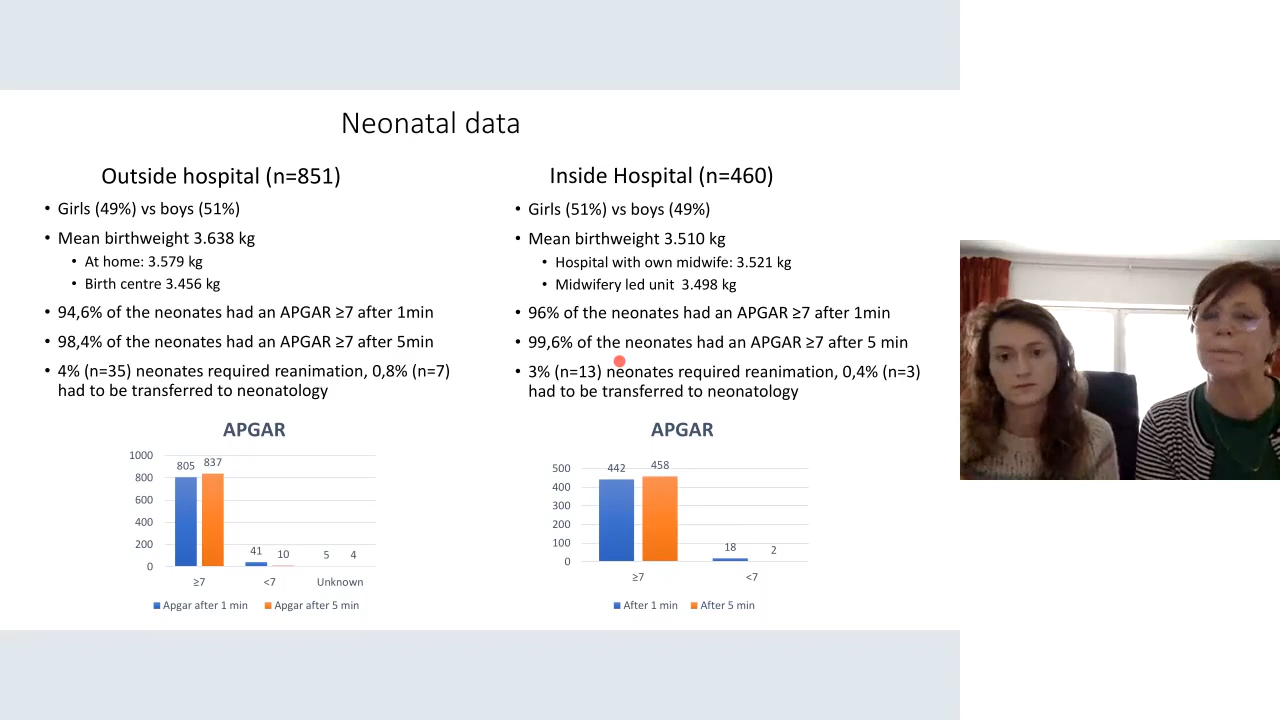 Neonatal data
Outside hospital (n=851)
• Girls (49%) vs boys (51%)
• Mean birthweight 3.638 kg
• At home: 3.579 kg
• Birth centre 3.456 kg
• 94,6% of the neonates had an APGAR ≥7 after 1min
• 98,4% of the neonates had an APGAR ≥7 after 5min
• 4% (n=35) neonates required reanimation, 0,8% (n=7)
had to be transferred to neonatology
APGAR
1000
800
600
400
200
0
805 837
41 10
5 4
≥7 <7 Unknown
Apgar after 1 min Apgar after 5 min
Inside Hospital (n=460)
• Girls (51%) vs boys (49%)
• Mean birthweight 3.510 kg
• Hospital with own midwife: 3.521 kg
• Midwifery led unit 3.498 kg
• 96% of the neonates had an APGAR ≥7 after 1min
• 99,6% of the neonates had an APGAR ≥7 after 5 min
• 3% (n=13) neonates required reanimation, 0,4% (n=3)
had to be transferred to neonatology
APGAR
500
400
300
200
100
0
442 458
18 2
≥7 <7
After 1 min After 5 min